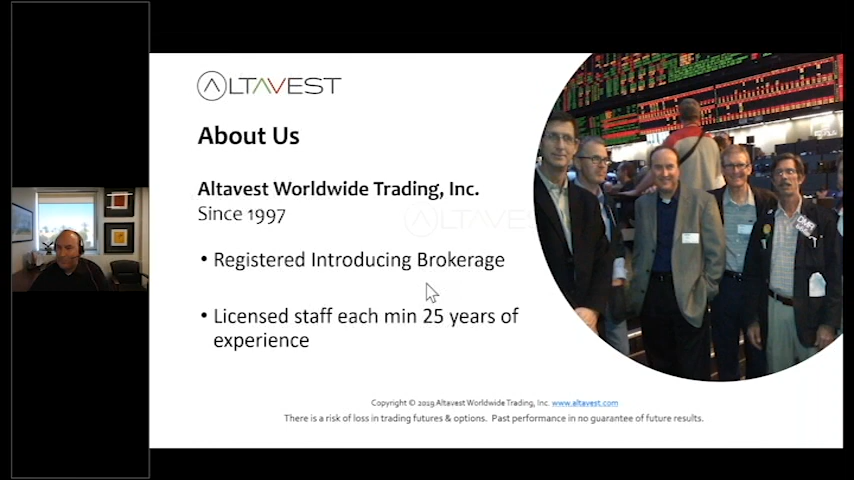 ALTAVEST
About Us
Altavest Worldwide Trading, Inc.
Since 1997
ALTAVEST
• Registered Introducing Brokerage
• Licensed staff each min 25 years of
experience
Copyright © 2019 Altavest Worldwide Trading, Inc. www.altavest.com
There is a risk of loss in trading futures & options. Past performance in no guarantee of future results.